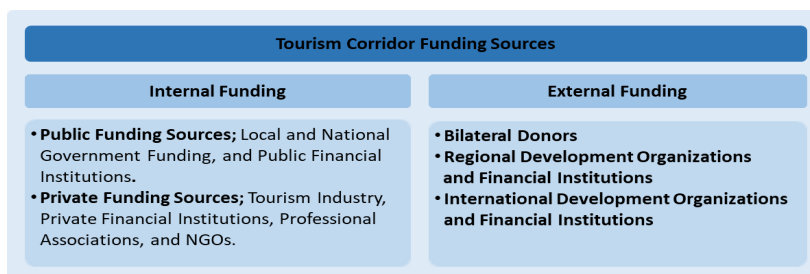 Tourism Corridor Funding Sources
Internal Funding
• Public Funding Sources; Local and National
Government Funding, and Public Financial
Institutions.
• Private Funding Sources; Tourism Industry,
Private Financial Institutions, Professional
Associations, and NGOs.
External Funding
• Bilateral Donors
• Regional Development Organizations
and Financial Institutions
• International Development Organizations
and Financial Institutions